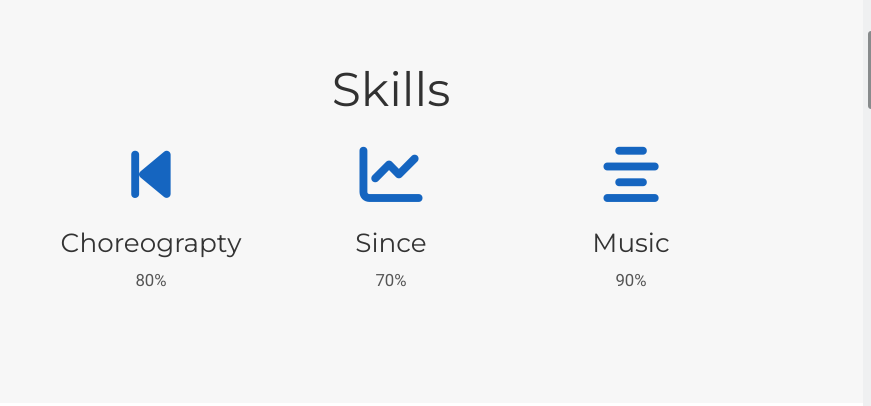 Skills
Choreograpty
Since
Music
80%
70%
90%